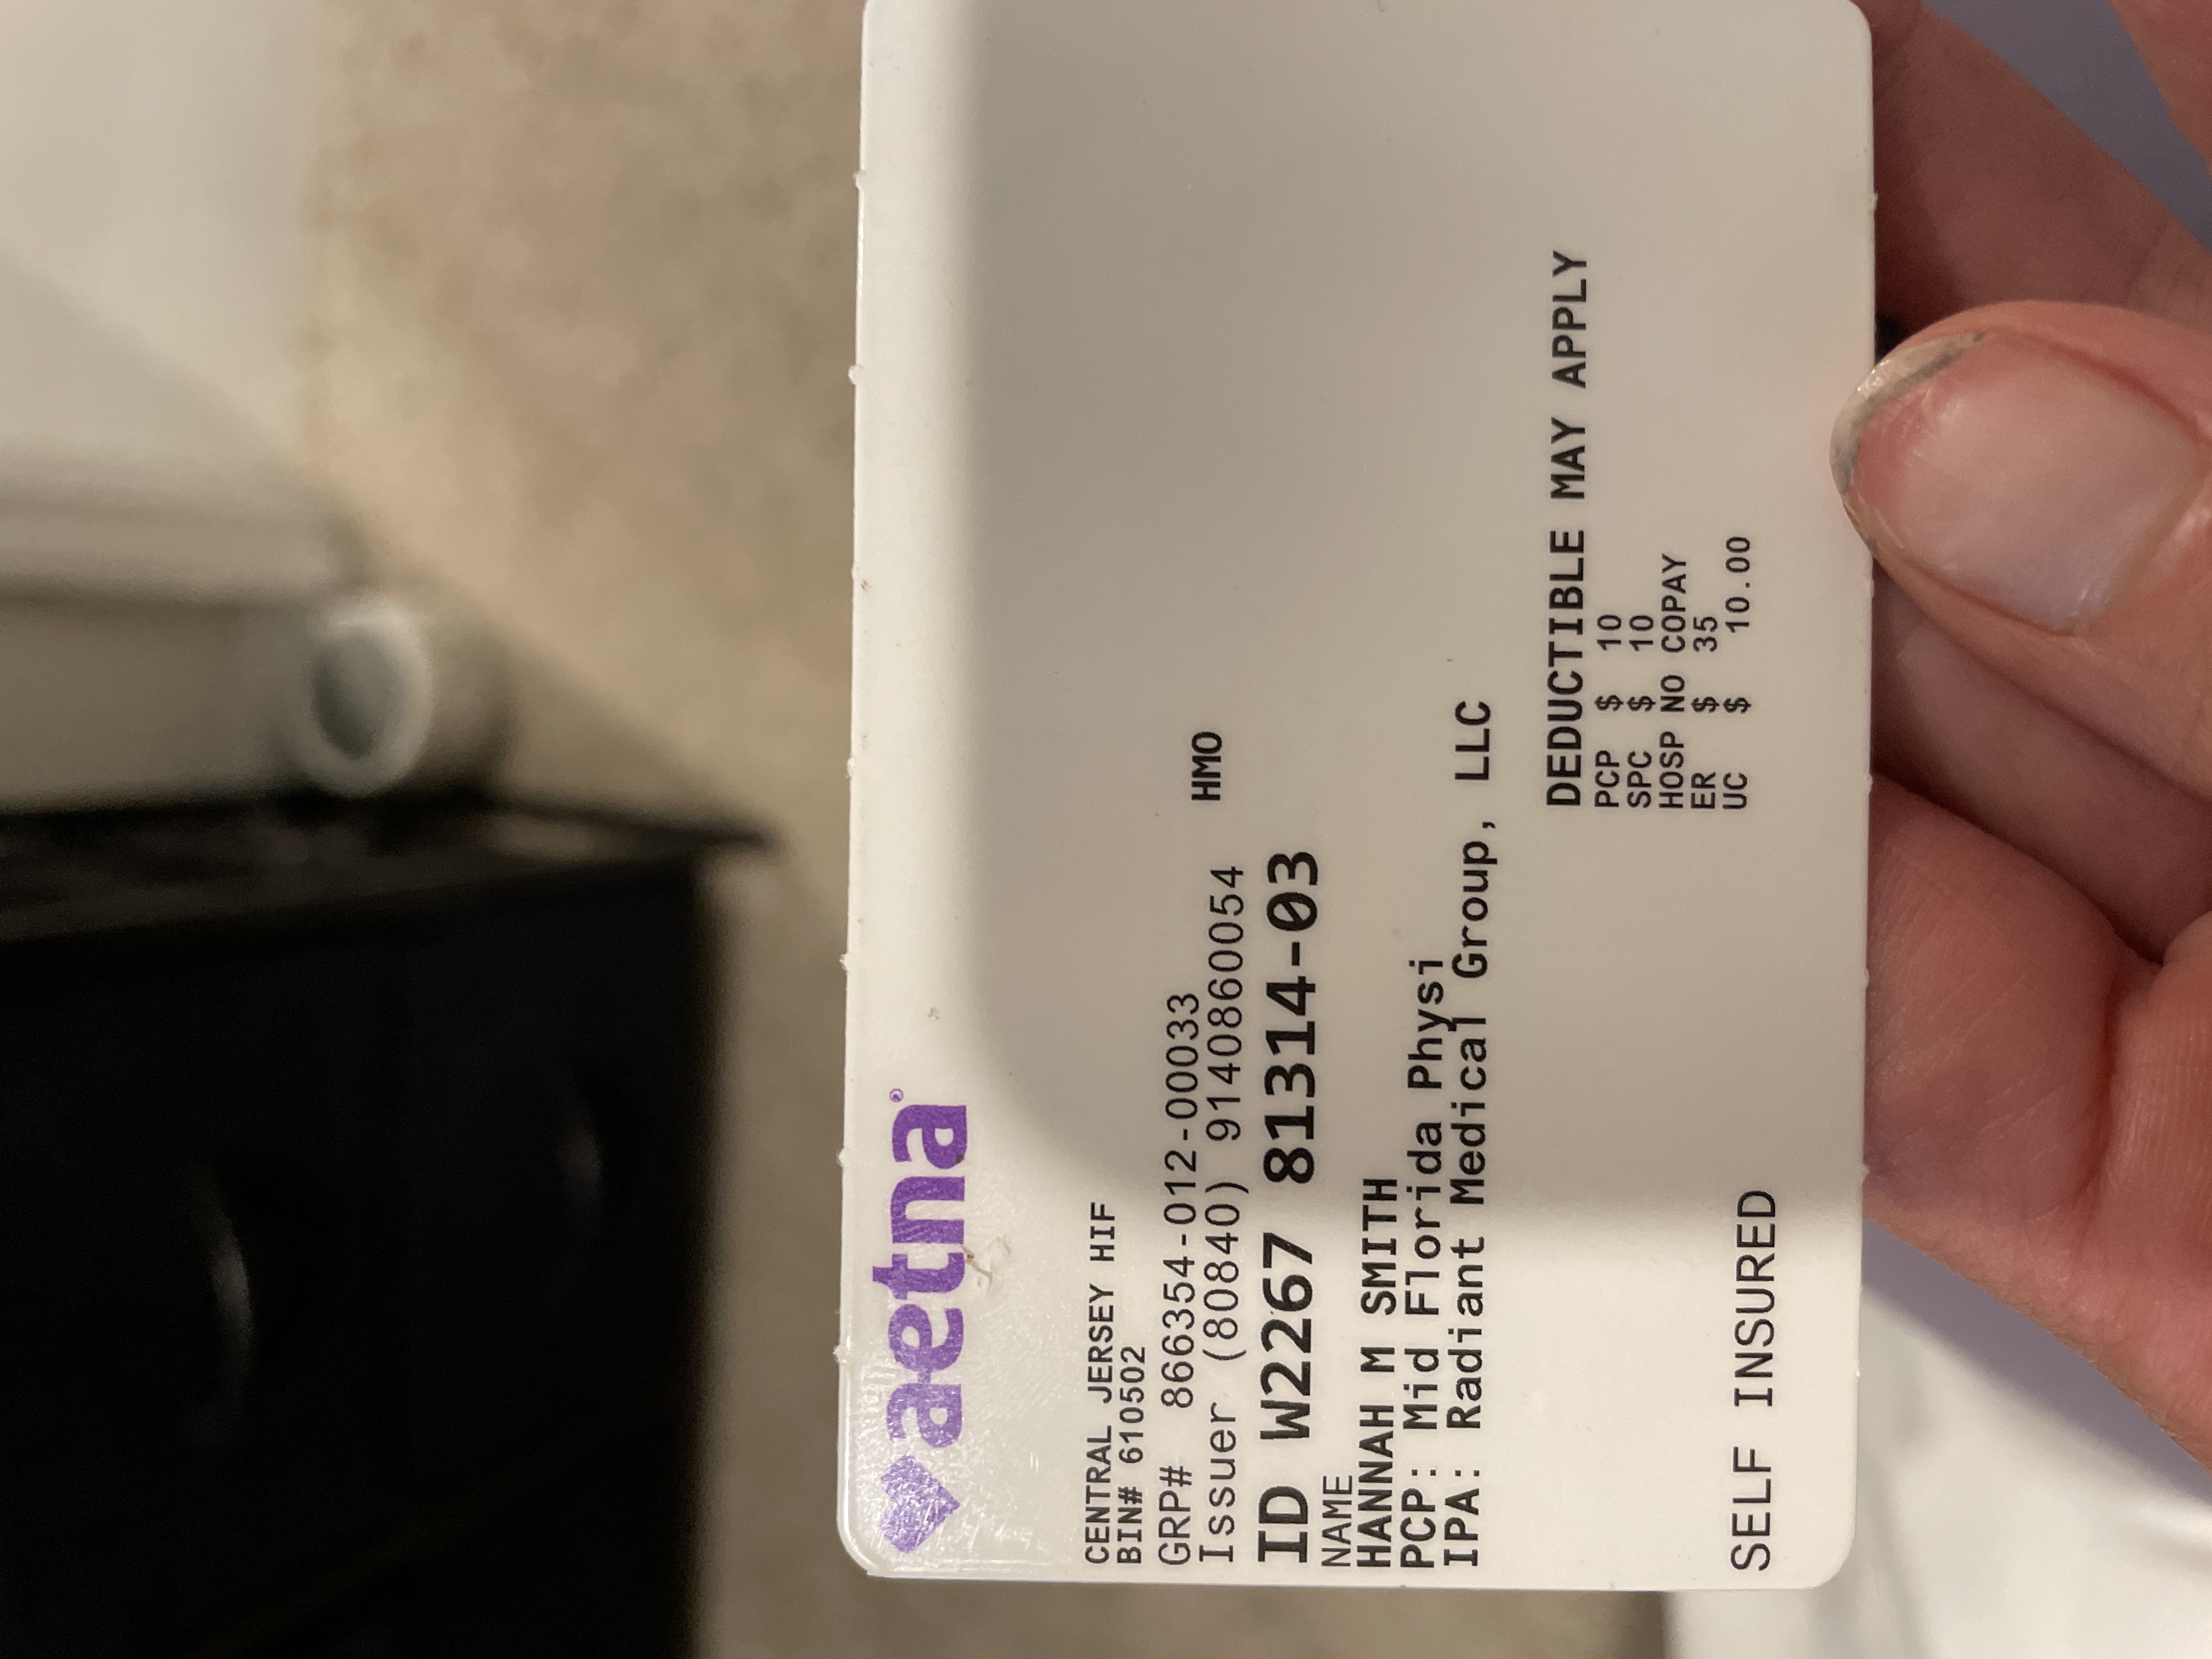 aetna®
CENTRAL JERSEY HIF
BIN# 610502
GRP# 866354-012-00033
Issuer (80840) 9140860054 HMO
ID W2267 81314-03
NAME
HANNAH M SMITH
PCP: Mid Florida Physi
IPA: Radiant Medical Group, LLC
DEDUCTIBLE MAY APPLY
PCP $ 10
SPC $ 10
HOSP NO COPAY
ER $ 35
UC $ 10.00
SELF INSURED